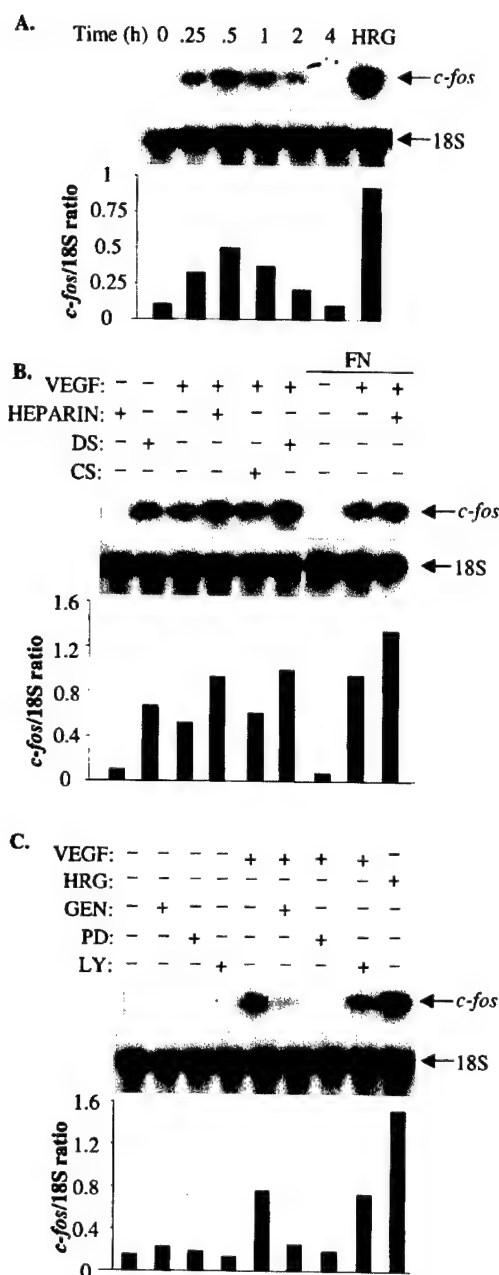 A.
Time (h) 0 .25 .5 1 2 4 HRG
c-fos
18S
1
0.75
0.5
0.25
0
c-fos/18S ratio
B.
FN
VEGF: – – + + + + – + +
HEPARIN: + – – + – – – – +
DS: – + – – – + – – –
CS: – – – – + – – – –
c-fos
18S
1.6
1.2
0.8
0.4
0
c-fos/18S ratio
C.
VEGF: – – – – + + + + –
HRG: – – – – – – – – +
GEN: – + – – – + – – –
PD: – – + – – – + – –
LY: – – – + – – – + –
c-fos
18S
1.6
1.2
0.8
0.4
0
c-fos/18S ratio